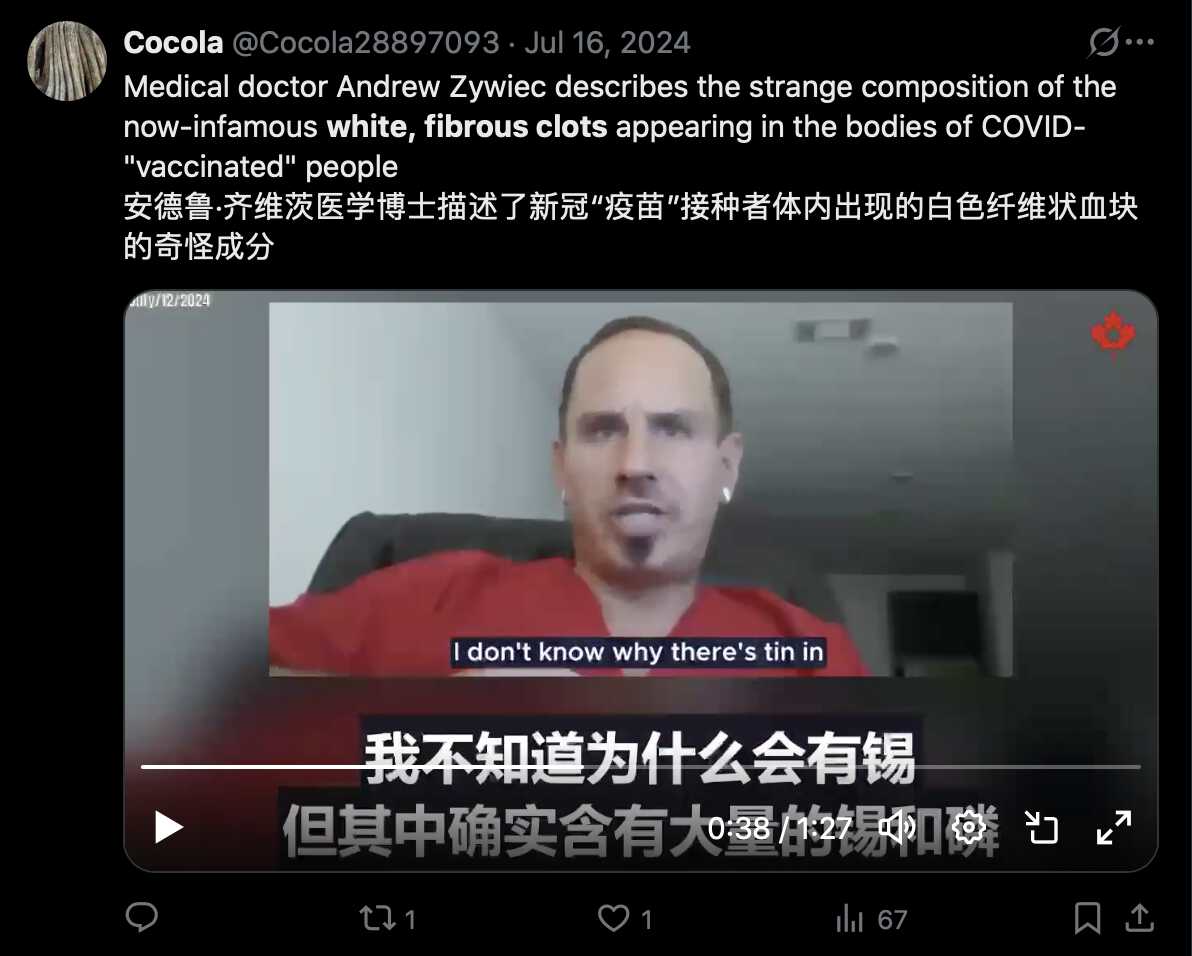 Cocola @Cocola28897093 · Jul 16, 2024
Medical doctor Andrew Zywiec describes the strange composition of the
now-infamous white, fibrous clots appearing in the bodies of COVID-
"vaccinated" people
安德鲁·齐维茨医学博士描述了新冠“疫苗”接种者体内出现的白色纤维状血块
的奇怪成分
July/12/2024
I don't know why there's tin in
我不知道为什么会有锡
但其中确实含有大量的锡和磷
0:38 / 1:27
1
1
67